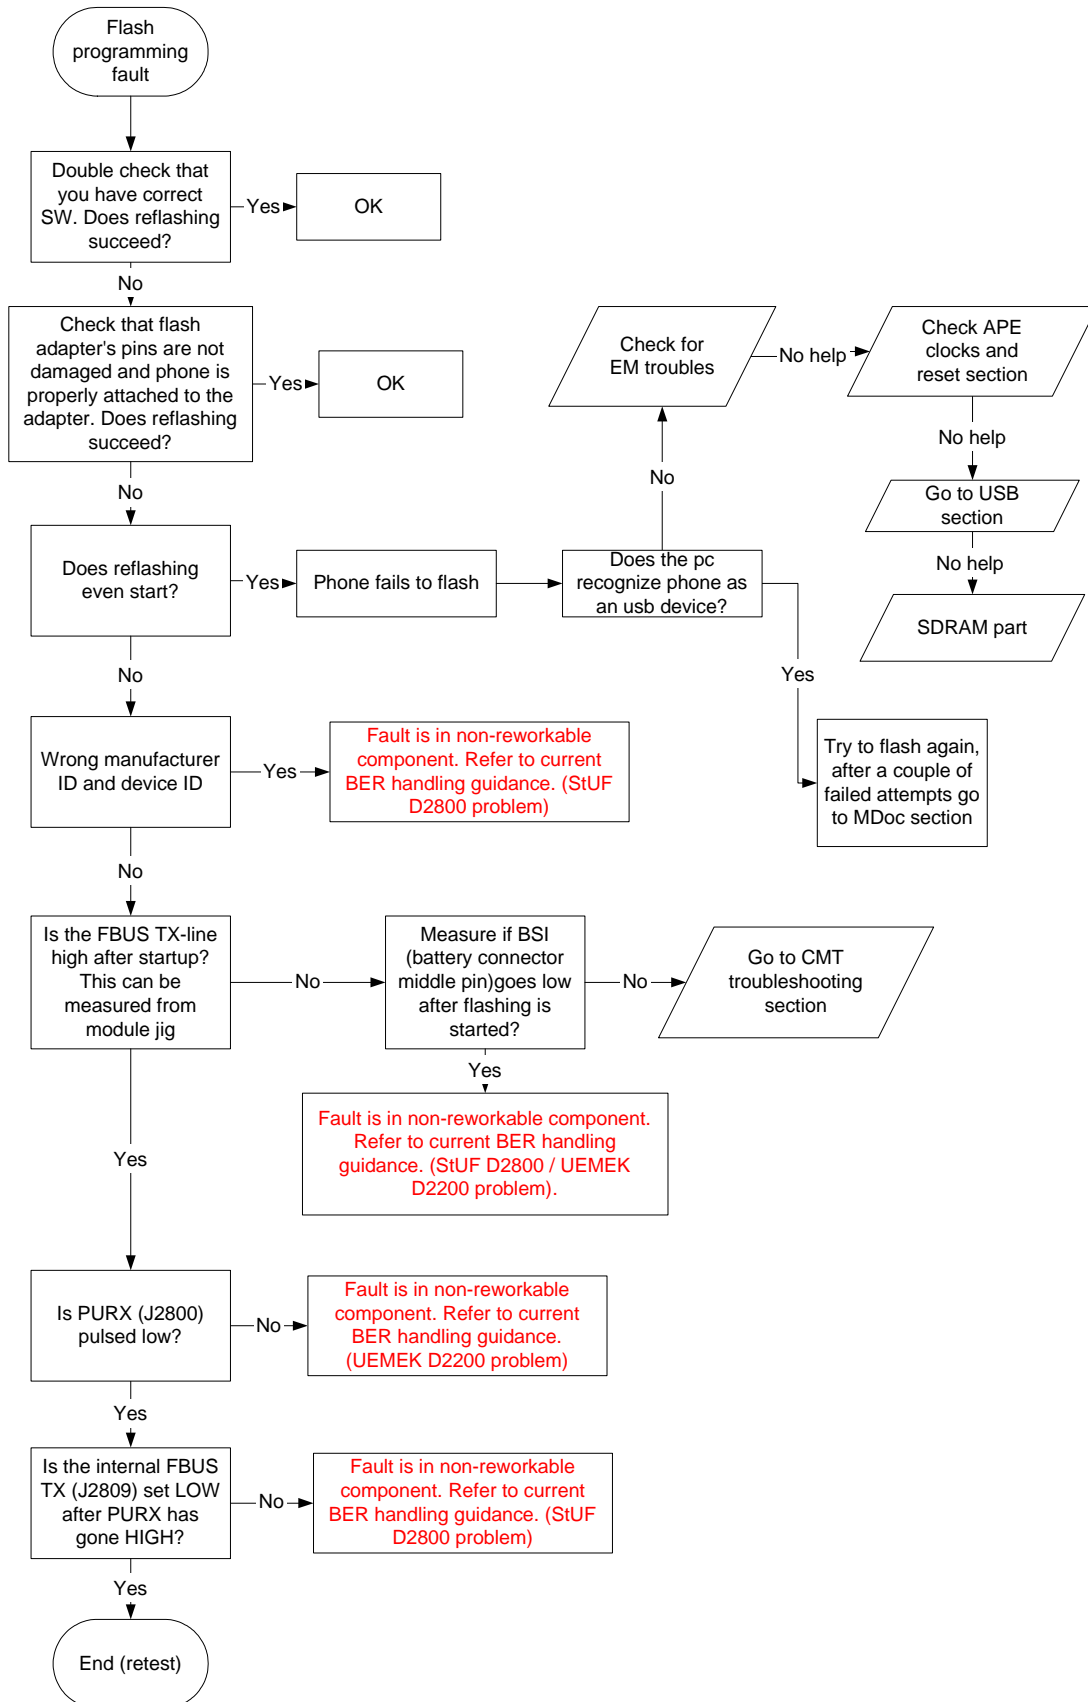 Flash
programming
fault
Double check that
you have correct
SW. Does reflashing
succeed?
Yes
OK
No
Check that flash
adapter's pins are not
damaged and phone is
properly attached to the
adapter. Does reflashing
succeed?
Yes
OK
No
Does reflashing
even start?
Yes
Phone fails to flash
Does the pc
recognize phone as
an usb device?
No
Check for
EM troubles
No help
Check APE
clocks and
reset section
No help
Go to USB
section
No help
SDRAM part
Yes
Try to flash again,
after a couple of
failed attempts go
to MDoc section
No
Wrong manufacturer
ID and device ID
Yes
Fault is in non-reworkable
component. Refer to current
BER handling guidance. (StUF
D2800 problem)
No
Is the FBUS TX-line
high after startup?
This can be
measured from
module jig
No
Measure if BSI
(battery connector
middle pin)goes low
after flashing is
started?
No
Go to CMT
troubleshooting
section
Yes
Fault is in non-reworkable component.
Refer to current BER handling
guidance. (StUF D2800 / UEMEK
D2200 problem).
Yes
Is PURX (J2800)
pulsed low?
No
Fault is in non-reworkable
component. Refer to current
BER handling guidance.
(UEMEK D2200 problem)
Yes
Is the internal FBUS
TX (J2809) set LOW
after PURX has
gone HIGH?
No
Fault is in non-reworkable
component. Refer to current
BER handling guidance. (StUF
D2800 problem)
Yes
End (retest)